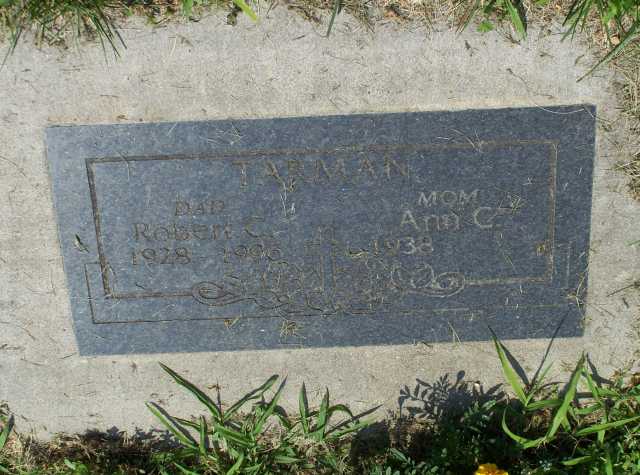 TARMAN
DAD MOM
Robert C. Ann C.
1928 - 1996 1938